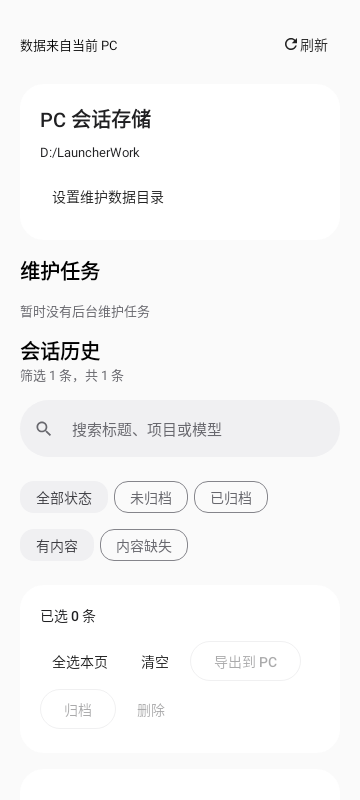 数据来自当前 PC
刷新
PC 会话存储
D:/LauncherWork
设置维护数据目录
维护任务
暂时没有后台维护任务
会话历史
筛选 1 条，共 1 条
搜索标题、项目或模型
全部状态 未归档 已归档
有内容 内容缺失
已选 0 条
全选本页 清空 导出到 PC
归档 删除